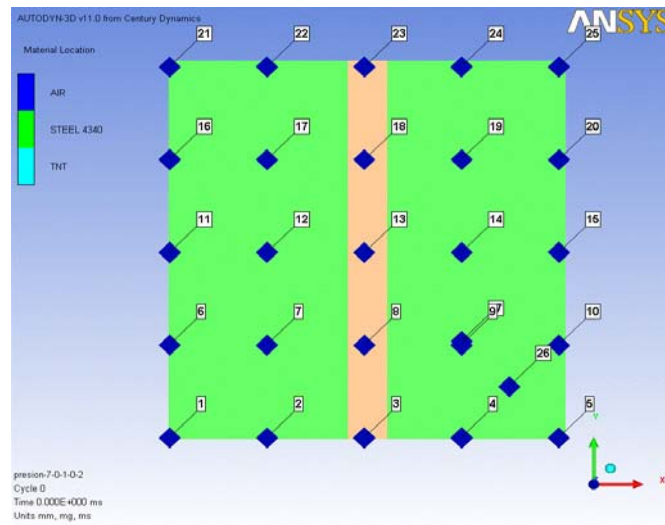 AUTODYN-3D v11.0 from Century Dynamics
ANSYS
Material Location
AIR
STEEL 4340
TNT
21 22 23 24 25
16 17 18 19 20
11 12 13 14 15
6 7 8 9 10
26
1 2 3 4 5
Y
X
presion-7-0-1-0-2
Cycle 0
Time 0.000E+000 ms
Units mm, mg, ms